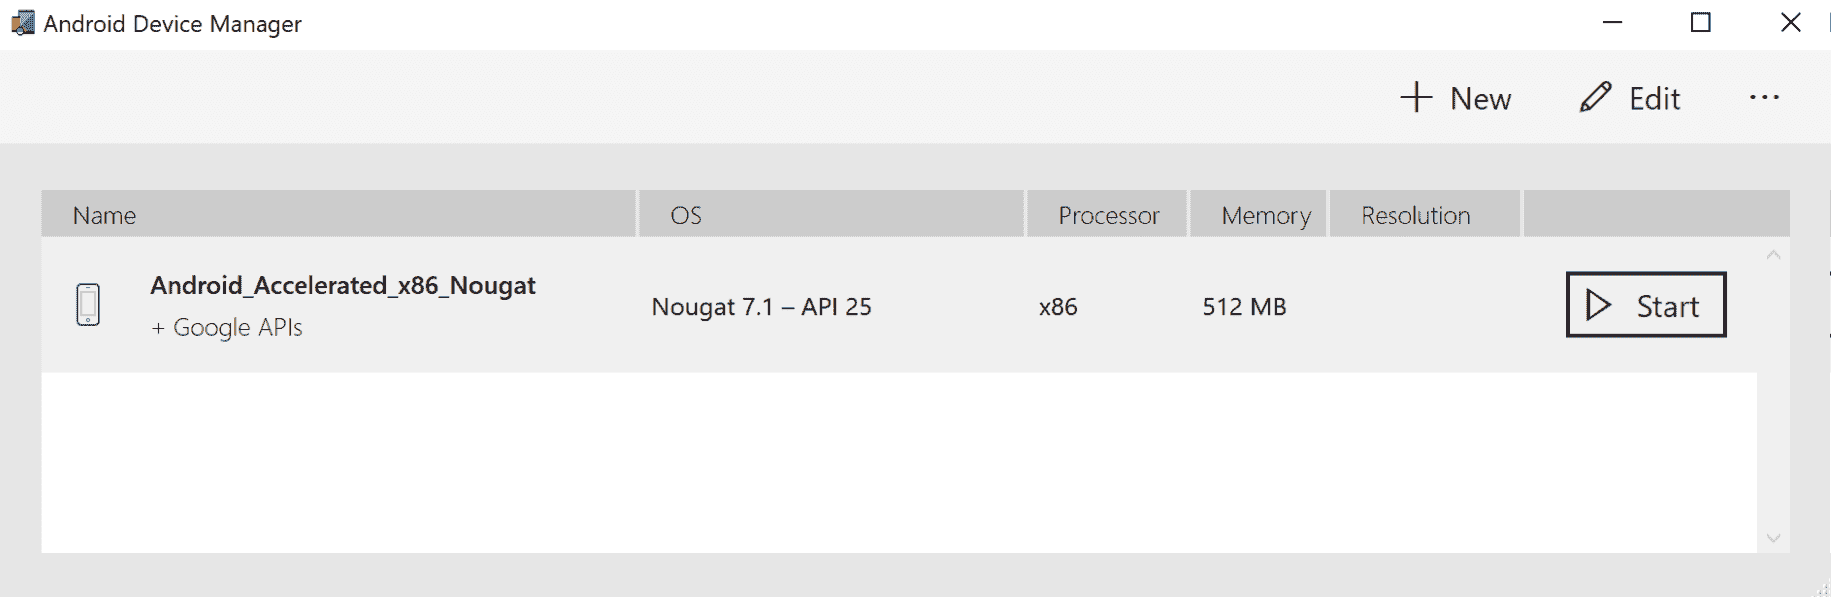 Android Device Manager
New Edit ...
Name OS Processor Memory Resolution
Android_Accelerated_x86_Nougat
+ Google APIs
Nougat 7.1 – API 25 x86 512 MB Start